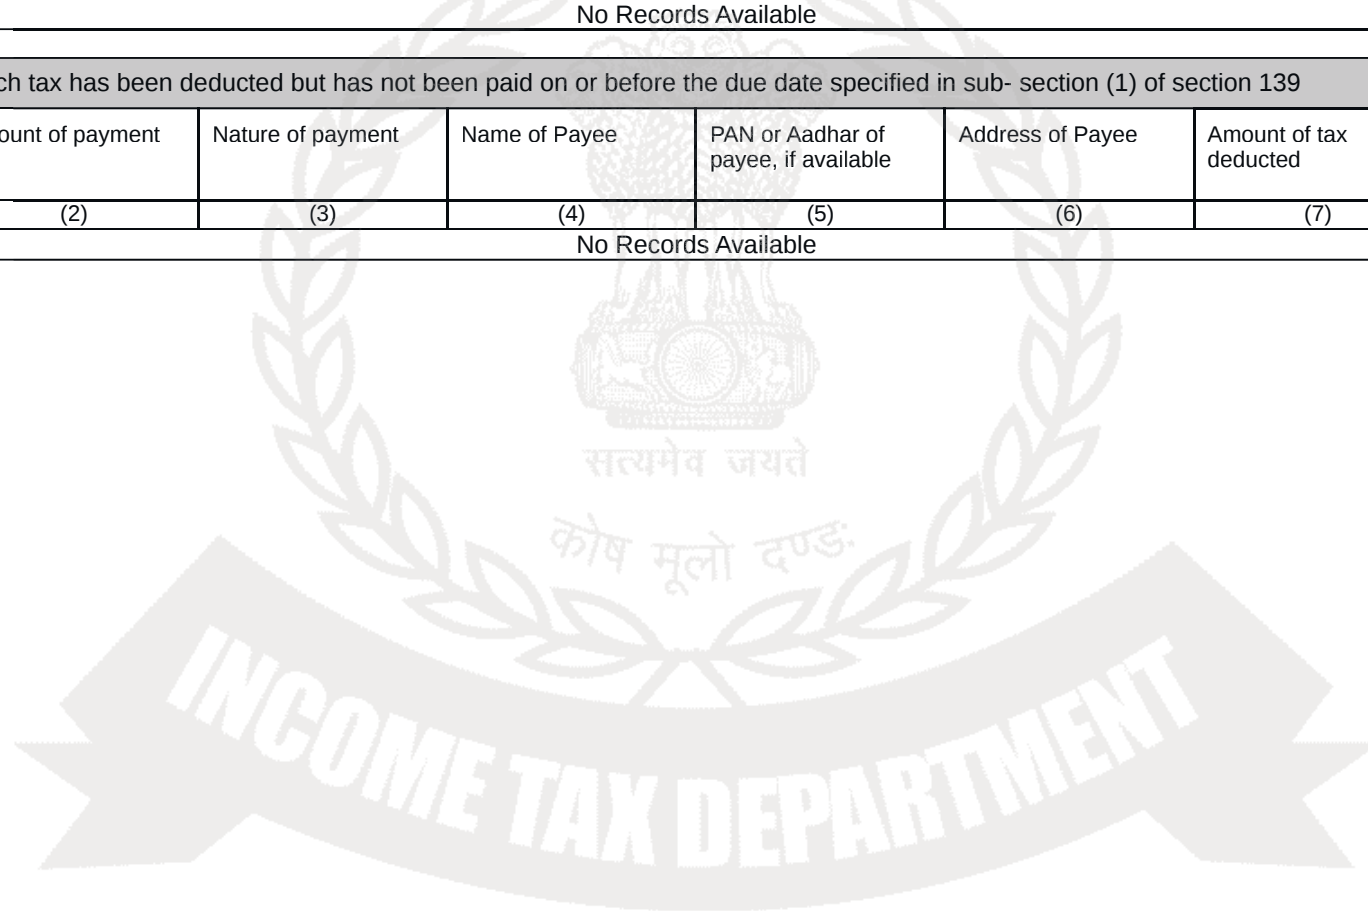 No Records Available
ch tax has been deducted but has not been paid on or before the due date specified in sub- section (1) of section 139
ount of payment Nature of payment Name of Payee PAN or Aadhar of Address of Payee Amount of tax
payee, if available deducted
(2) (3) (4) (5) (6) (7)
No Records Available
सत्यमेव जयते
कोष मूलो दण्डः
INCOME TAX DEPARTMENT